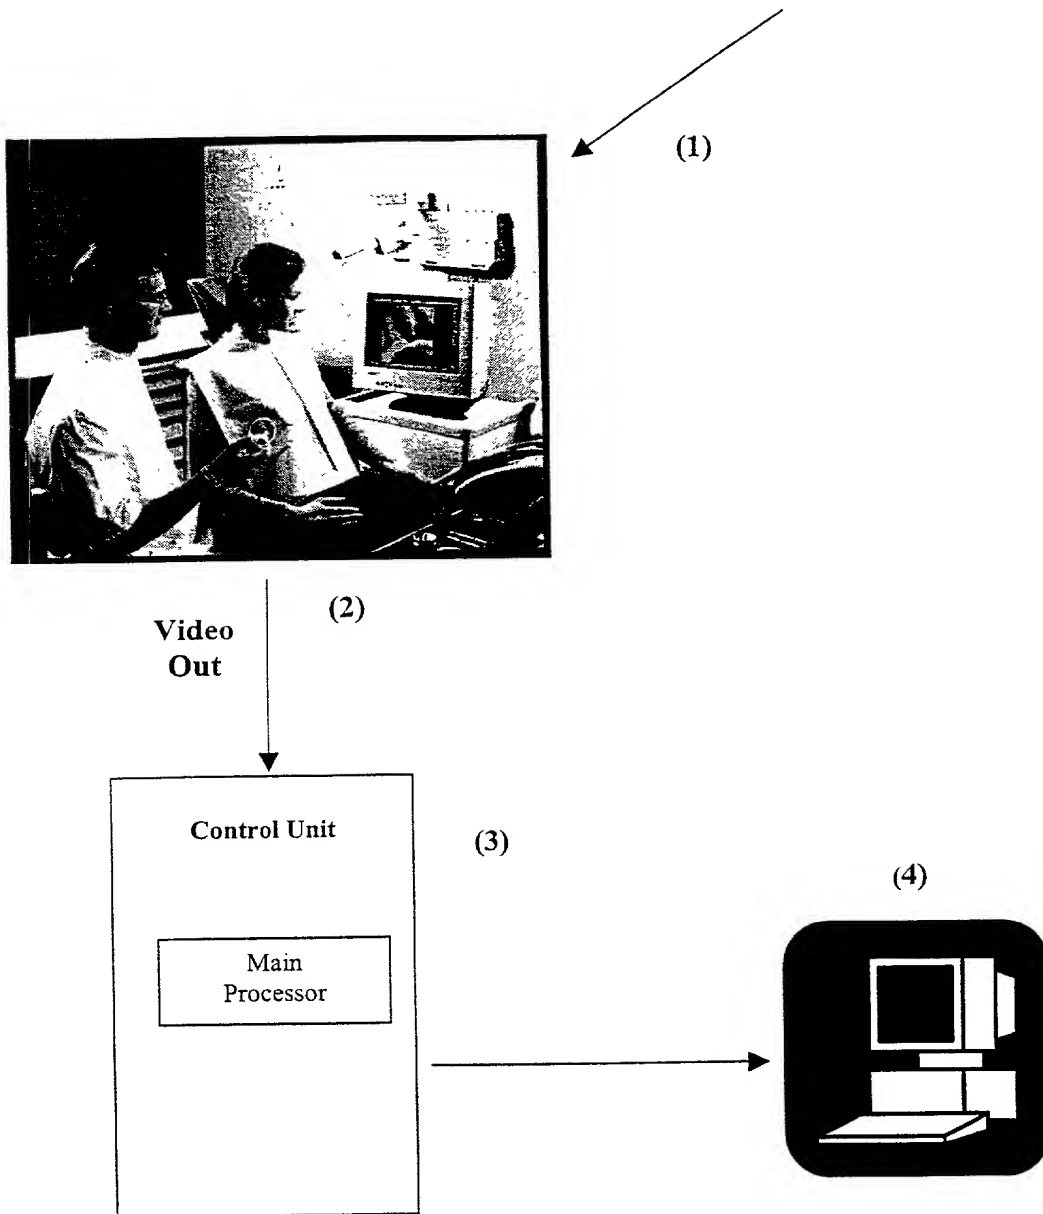 (1)
(2)
Video
Out
Control Unit
(3)
(4)
Main
Processor